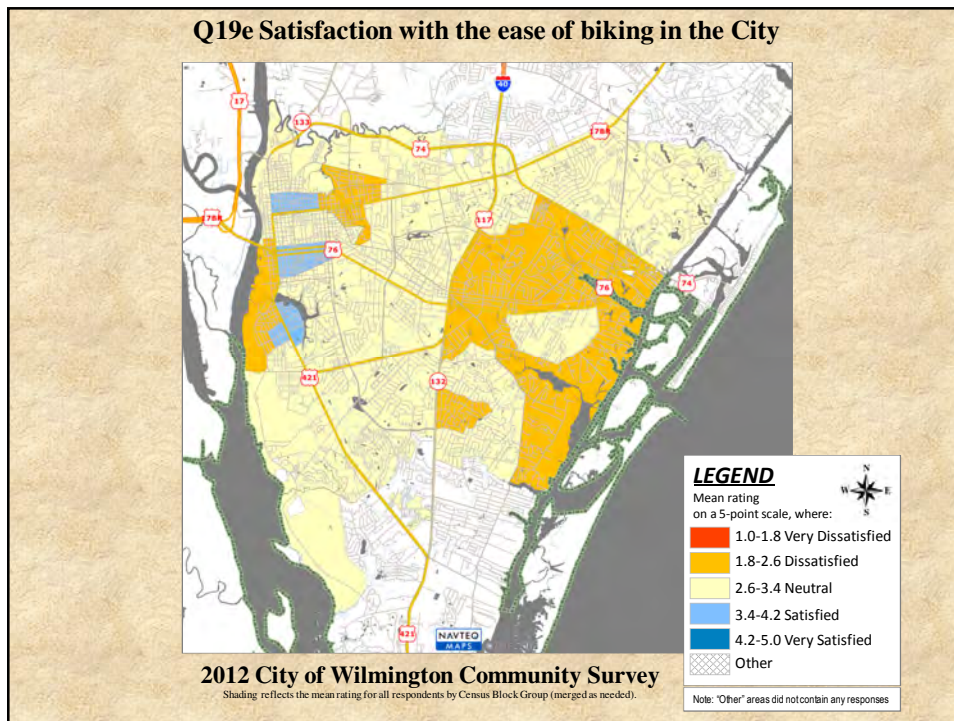 Q19e Satisfaction with the ease of biking in the City
40
17
133
74
17BR
117
17BR
76
76
74
421
132
421
NAVTEQ
MAPS
LEGEND
Mean rating
on a 5-point scale, where:
N
W E
S
1.0-1.8 Very Dissatisfied
1.8-2.6 Dissatisfied
2.6-3.4 Neutral
3.4-4.2 Satisfied
4.2-5.0 Very Satisfied
Other
Note: “Other” areas did not contain any responses
2012 City of Wilmington Community Survey
Shading reflects the mean rating for all respondents by Census Block Group (merged as needed).